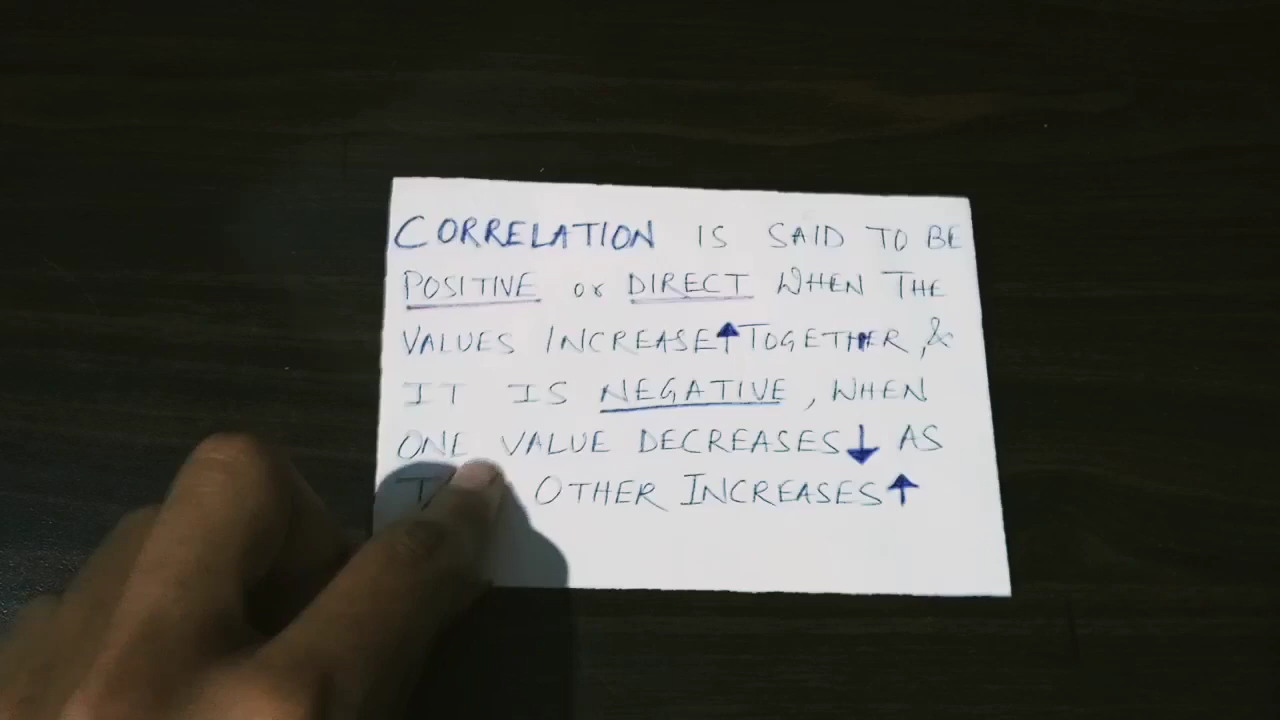 CORRELATION IS SAID TO BE
POSITIVE or DIRECT WHEN THE
VALUES INCREASE↑ TOGETHER, &
IT IS NEGATIVE, WHEN
ONE VALUE DECREASES↓ AS
OTHER INCREASES↑